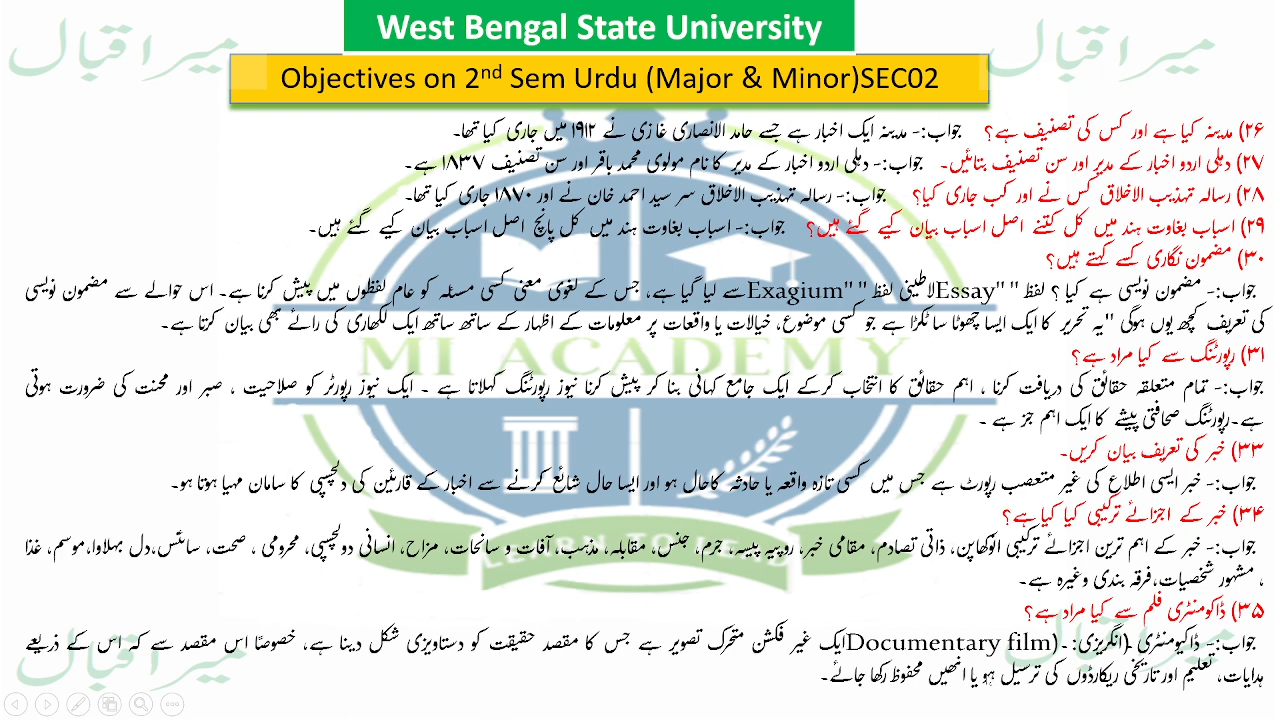 West Bengal State University
Objectives on 2nd Sem Urdu (Major & Minor)SEC02
میراقبال
میراقبال
۲۶) مدینہ کیا ہے اور کس کی تصنیف ہے؟ جواب:- مدینہ ایک اخبار ہے جسے حامد الانصاری غازی نے ۱۹۱۲ میں جاری کیا تھا۔
۲۷) دہلی اردو اخبار کے مدیر اور سن تصنیف بتائیں۔ جواب:- دہلی اردو اخبار کے مدیر کا نام مولوی محمد باقر اور سن تصنیف ۱۸۳۷ ہے۔
۲۸) رسالہ تہذیب الاخلاق کس نے اور کب جاری کیا؟ جواب:- رسالہ تہذیب الاخلاق سر سید احمد خان نے اور ۱۸۷۰ جاری کیا تھا۔
۲۹) اسباب بغاوت ہند میں کل کتنے اصل اسباب بیان کیے گئے ہیں؟ جواب:- اسباب بغاوت ہند میں کل پانچ اصل اسباب بیان کیے گئے ہیں۔
۳۰) مضمون نگاری کسے کہتے ہیں؟
جواب:- مضمون نویسی ہے کیا ؟ لفظ " "Essayلاطینی لفظ " "Exagiumسے لیا گیا ہے، جس کے لغوی معنی کسی مسئلہ کو عام لفظوں میں پیش کرنا ہے۔ اس حوالے سے مضمون نویسی
کی تعریف کچھ یوں ہوگی "یہ تحریر کا ایک ایسا چھوٹا سا ٹکڑا ہے جو کسی موضوع، خیالات یا واقعات پر معلومات کے اظہار کے ساتھ ساتھ ایک لکھاری کی رائے بھی بیان کرتا ہے۔
MI ACADEMY
۳۱) رپورٹنگ سے کیا مراد ہے؟
جواب:- تمام متعلقہ حقائق کی دریافت کرنا ، اہم حقائق کا انتخاب کرکے ایک جامع کہانی بنا کر پیش کرنا نیوز رپورٹنگ کہلاتا ہے ۔ ایک نیوز رپورٹر کو صلاحیت ، صبر اور محنت کی ضرورت ہوتی
ہے۔رپورٹنگ صحافتی پیشے کا ایک اہم جز ہے ۔
۳۳) خبر کی تعریف بیان کریں۔
جواب:- خبر ایسی اطلاع کی غیر متعصب رپورٹ ہے جس میں کسی تازہ واقعہ یا حادثہ کاحال ہو اور ایسا حال شائع کرنے سے اخبار کے قارئین کی دلچسپی کا سامان مہیا ہوتا ہو۔
۳۴) خبر کے اجزائے ترکیبی کیا کیا ہے؟
جواب:- خبر کے اہم ترین اجزائے ترکیبی انوکھاپن، ذاتی تصادم، مقامی خبر، روپیہ پیسہ، جرم، جنس، مقابلہ، مذہب، آفات و سانحات، مزاح، انسانی دولچسپی، محرومی ، صحت، سائنس،دل بہلاوا،موسم، غذا
، مشہور شخصیات،فرقہ بندی وغیرہ ہے۔
LEARN TO LEAD
۳۵) ڈاکومنٹری فلم سے کیا مراد ہے؟
جواب:- ڈاکیومنٹری (انگریزی: ۔(Documentary filmایک غیر فکشن متحرک تصویر ہے جس کا مقصد حقیقت کو دستاویزی شکل دینا ہے، خصوصًا اس مقصد سے کہ اس کے ذریعے
ہدایات، تعلیم اور تاریخی ریکارڈوں کی ترسیل ہو یا انھیں محفوظ رکھا جائے۔
میراقبال
میراقبال